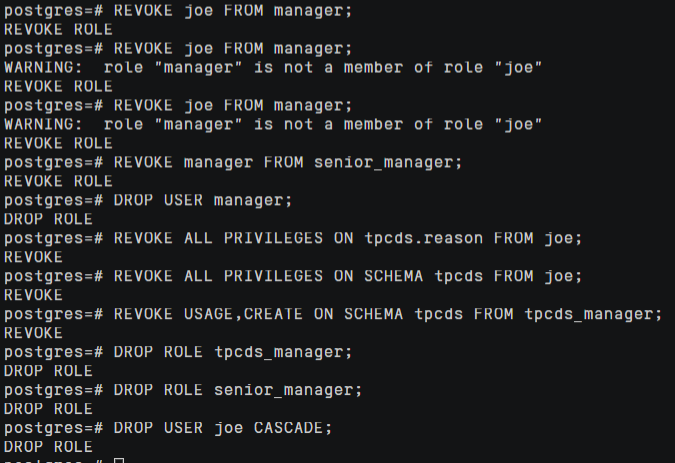 postgres=# REVOKE joe FROM manager;
REVOKE ROLE
postgres=# REVOKE joe FROM manager;
WARNING:  role "manager" is not a member of role "joe"
REVOKE ROLE
postgres=# REVOKE joe FROM manager;
WARNING:  role "manager" is not a member of role "joe"
REVOKE ROLE
postgres=# REVOKE manager FROM senior_manager;
REVOKE ROLE
postgres=# DROP USER manager;
DROP ROLE
postgres=# REVOKE ALL PRIVILEGES ON tpcds.reason FROM joe;
REVOKE
postgres=# REVOKE ALL PRIVILEGES ON SCHEMA tpcds FROM joe;
REVOKE
postgres=# REVOKE USAGE,CREATE ON SCHEMA tpcds FROM tpcds_manager;
REVOKE
postgres=# DROP ROLE tpcds_manager;
DROP ROLE
postgres=# DROP ROLE senior_manager;
DROP ROLE
postgres=# DROP USER joe CASCADE;
DROP ROLE
postgres=#